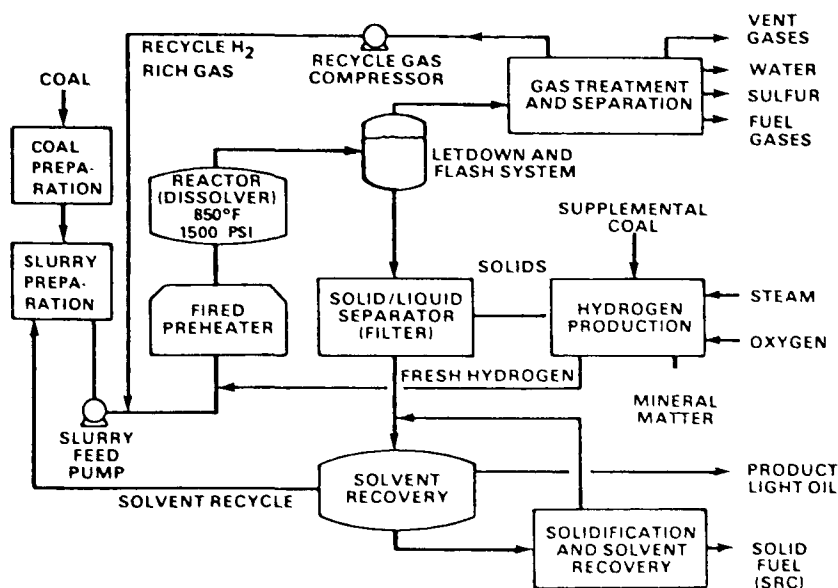 RECYCLE H2
RICH GAS
RECYCLE GAS
COMPRESSOR
VENT
GASES
WATER
SULFUR
FUEL
GASES
GAS TREATMENT
AND SEPARATION
COAL
COAL
PREPA-
RATION
REACTOR
(DISSOLVER)
850°F
1500 PSI
LETDOWN AND
FLASH SYSTEM
SUPPLEMENTAL
COAL
SLURRY
PREPA-
RATION
FIRED
PREHEATER
SOLID/LIQUID
SEPARATOR
(FILTER)
SOLIDS
HYDROGEN
PRODUCTION
STEAM
OXYGEN
FRESH HYDROGEN
MINERAL
MATTER
SLURRY
FEED
PUMP
SOLVENT RECYCLE
SOLVENT
RECOVERY
PRODUCT
LIGHT OIL
SOLIDIFICATION
AND SOLVENT
RECOVERY
SOLID
FUEL
(SRC)